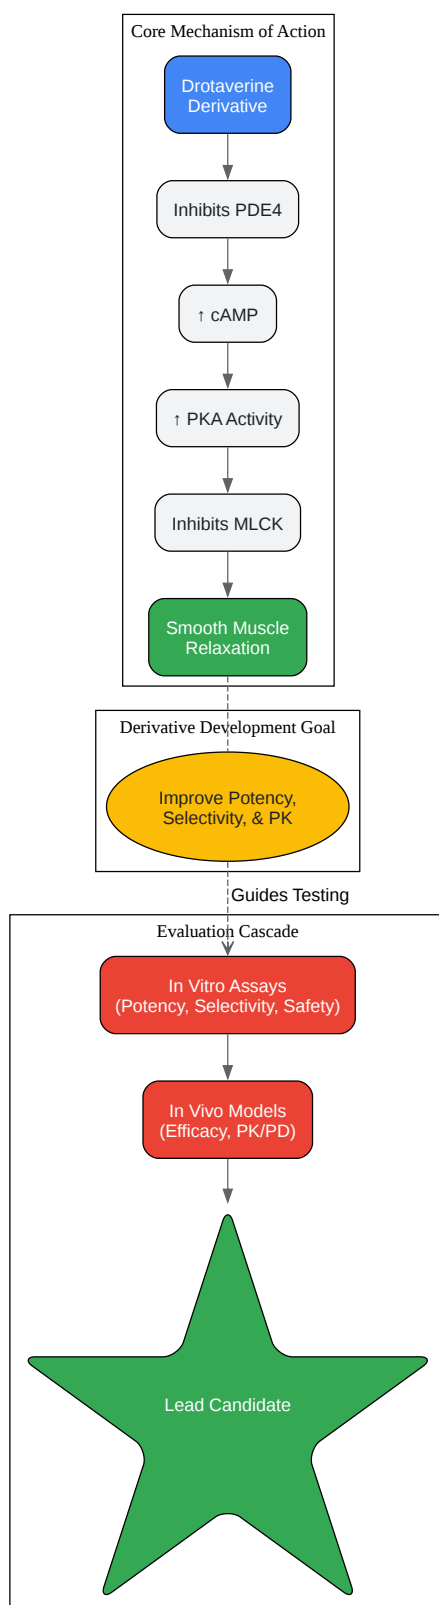 Core Mechanism of Action
Drotaverine
Derivative
Inhibits PDE4
↑ cAMP
↑ PKA Activity
Inhibits MLCK
Smooth Muscle
Relaxation
Derivative Development Goal
Improve Potency,
Selectivity, & PK
Guides Testing
Evaluation Cascade
In Vitro Assays
(Potency, Selectivity, Safety)
In Vivo Models
(Efficacy, PK/PD)
Lead Candidate